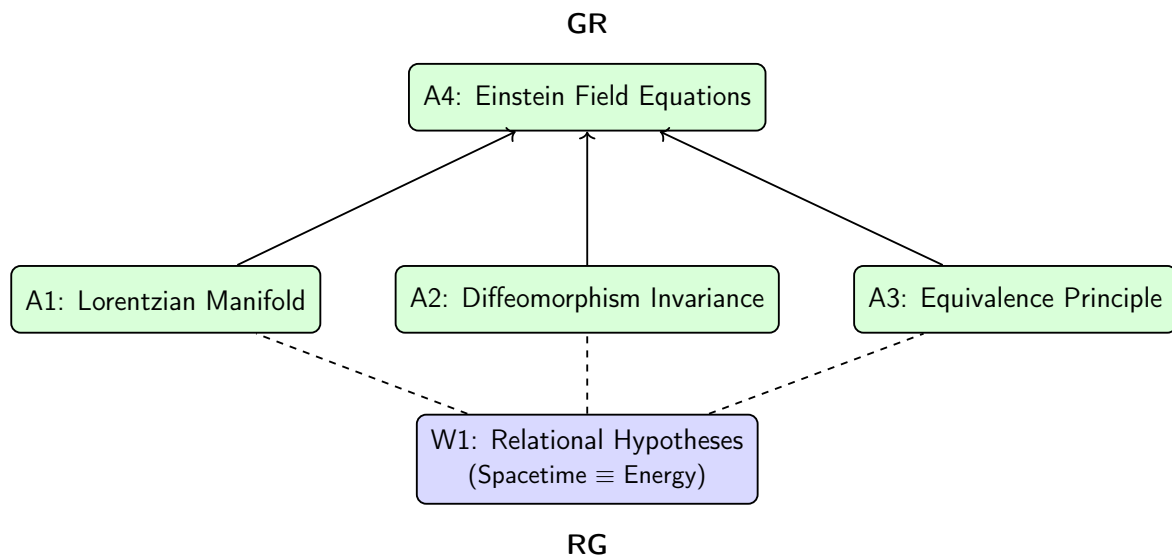 GR
A4: Einstein Field Equations
A1: Lorentzian Manifold
A2: Diffeomorphism Invariance
A3: Equivalence Principle
W1: Relational Hypotheses
(Spacetime ≡ Energy)
RG